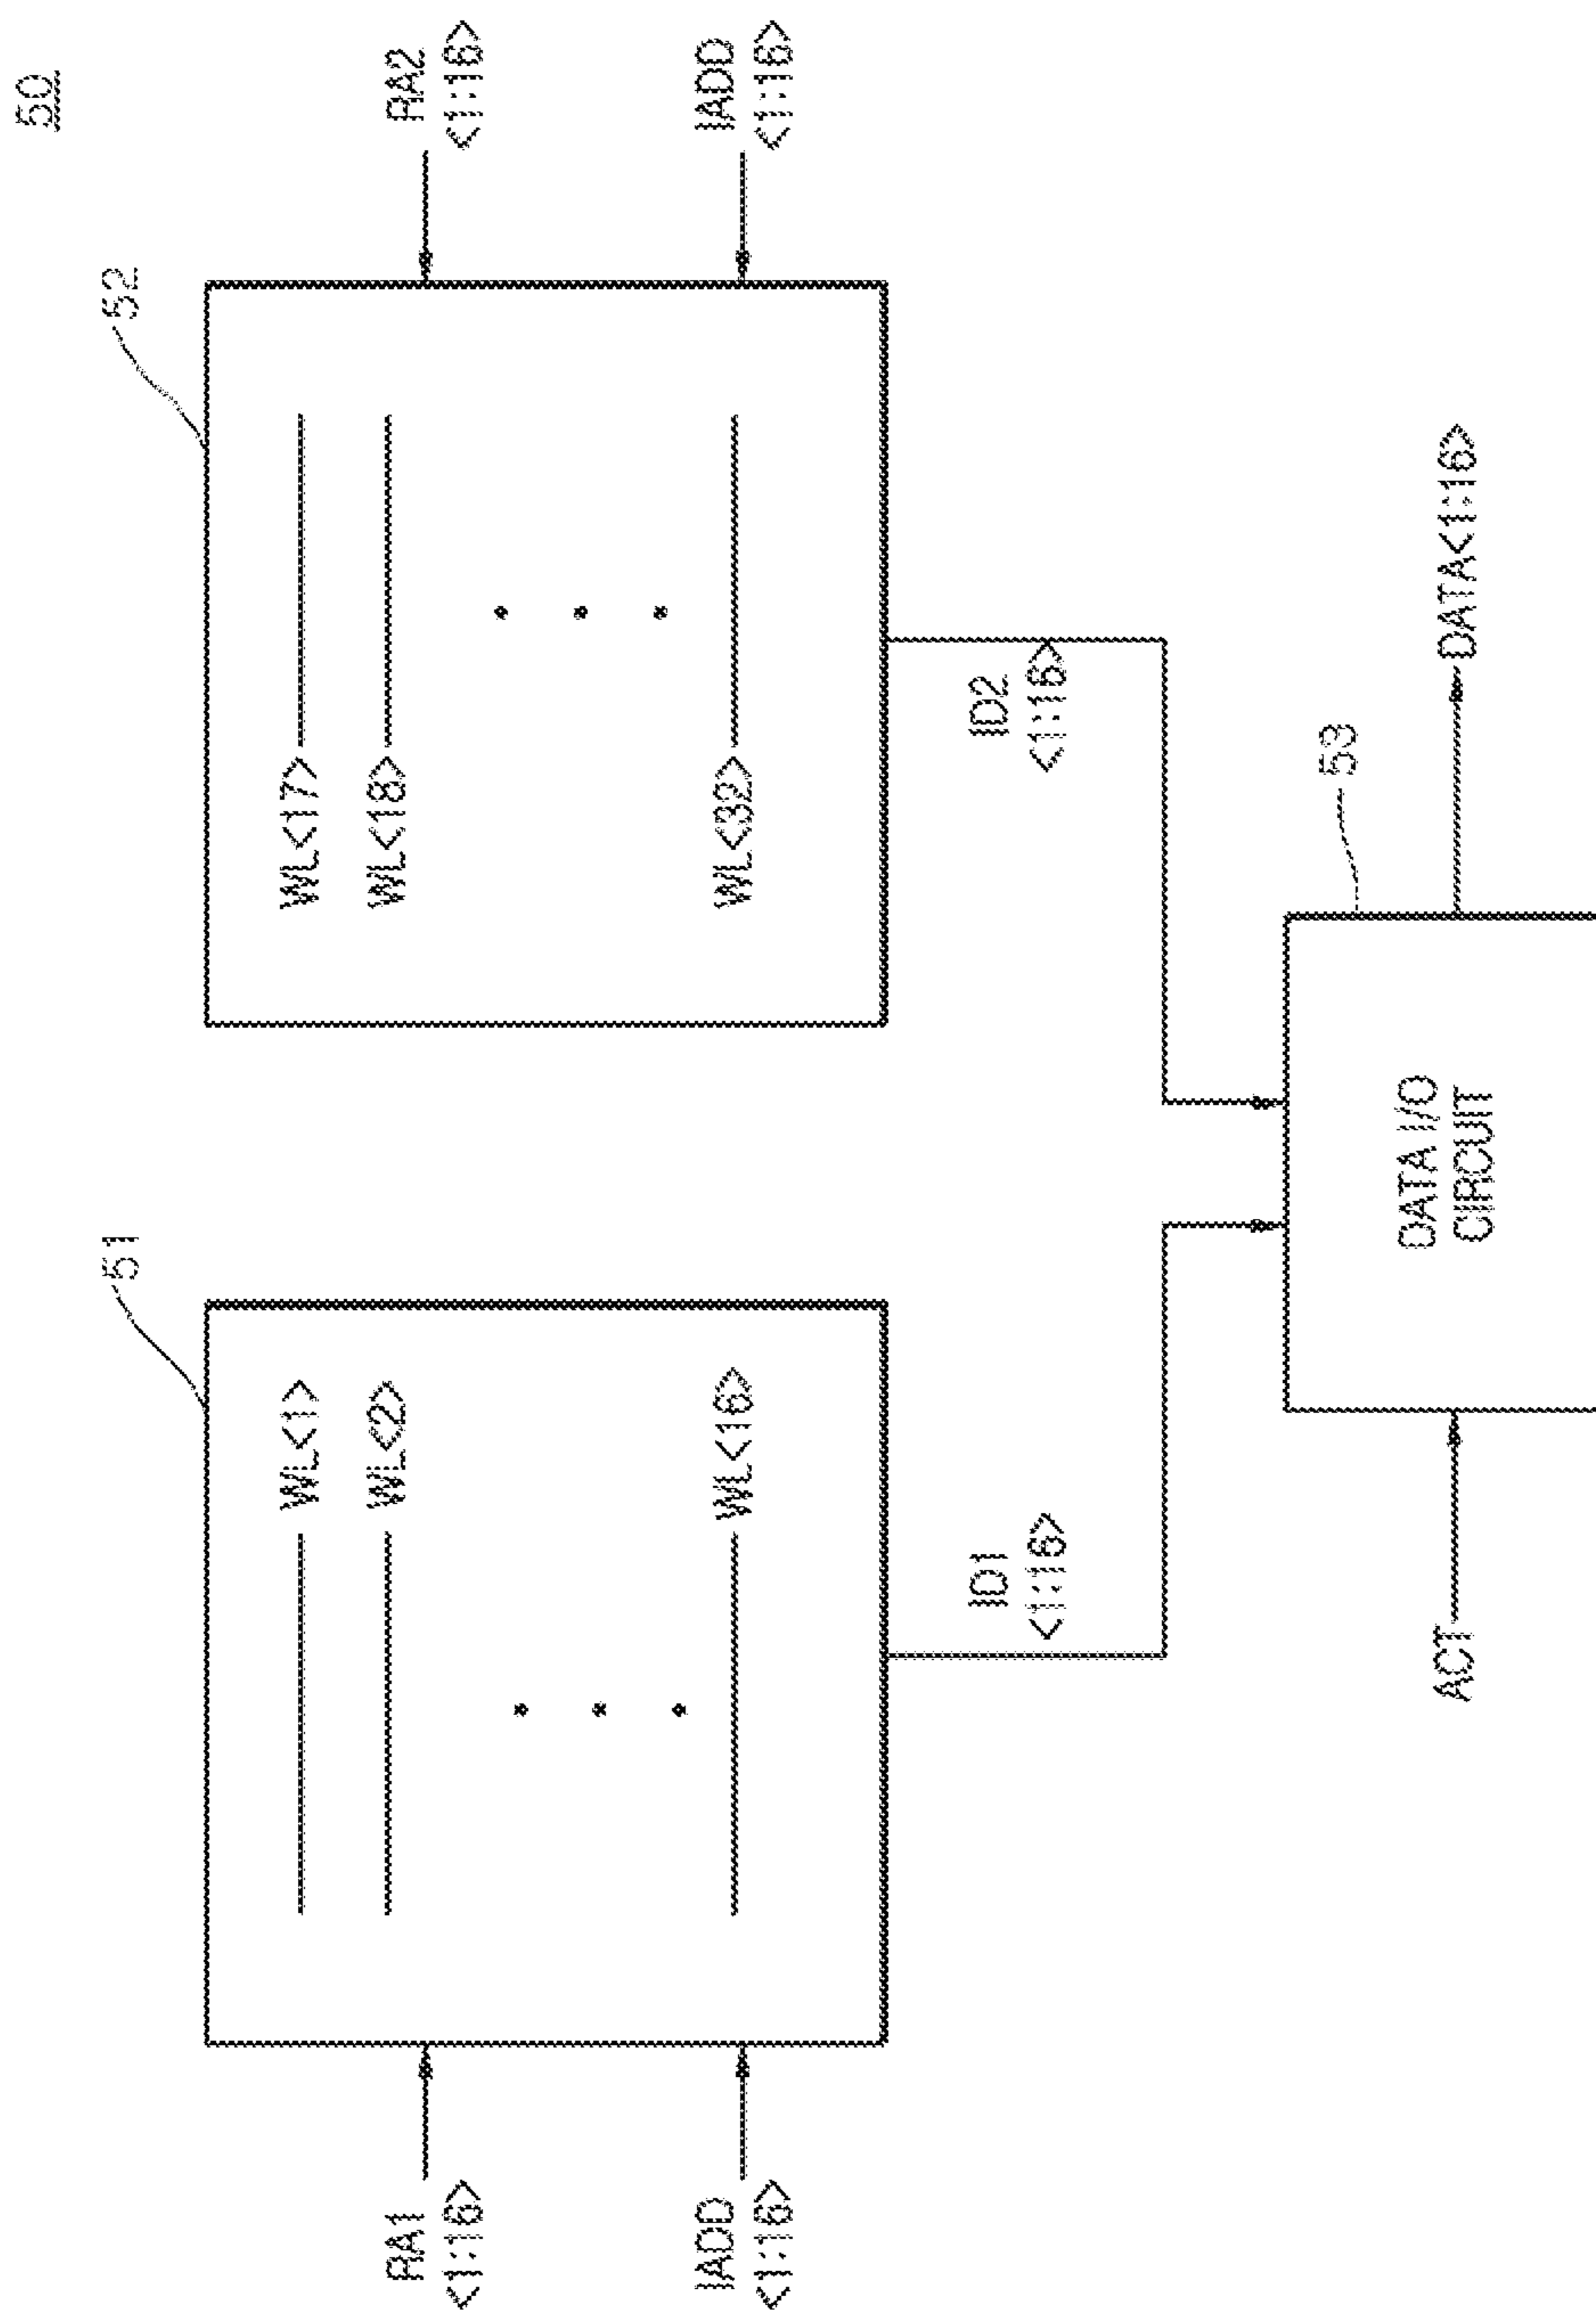 50
51
52
WL<1>
WL<2>
WL<16>
WL<17>
WL<18>
WL<32>
RA1
<1:16>
IADD
<1:16>
RA2
<1:16>
IADD
<1:16>
ID1
<1:16>
ID2
<1:16>
53
ACT
DATA I/O
CIRCUIT
DATA<1:16>